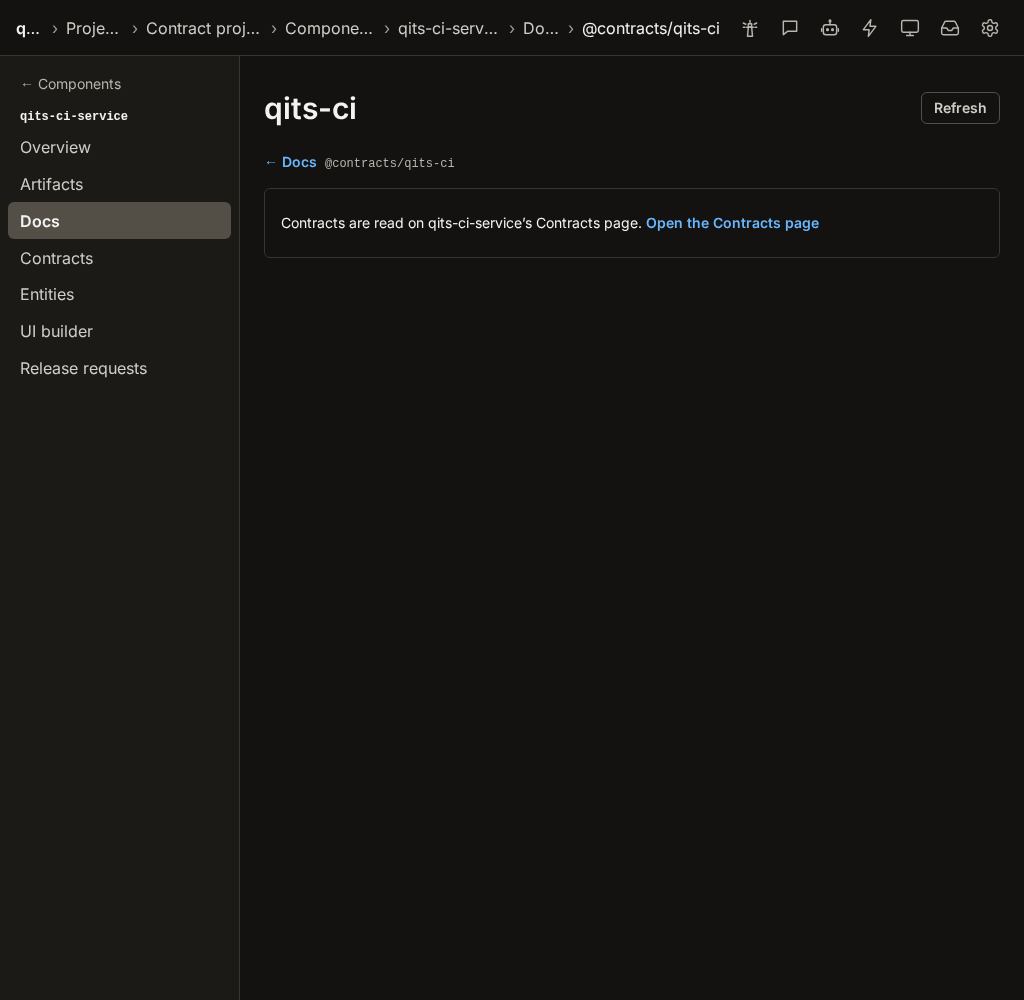 q... › Proje... › Contract proj... › Compone... › qits-ci-serv... › Do... › @contracts/qits-ci
← Components
qits-ci-service
Overview
Artifacts
Docs
Contracts
Entities
UI builder
Release requests
qits-ci
Refresh
← Docs @contracts/qits-ci
Contracts are read on qits-ci-service’s Contracts page. Open the Contracts page